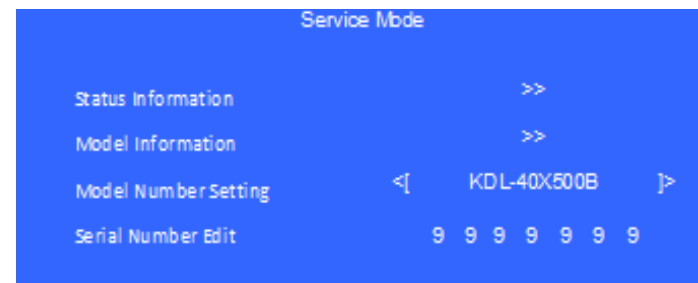 Service Mode
Status Information >>
Model Information >>
Model Number Setting <[ KDL-40X500B ]>
Serial Number Edit 9 9 9 9 9 9 9